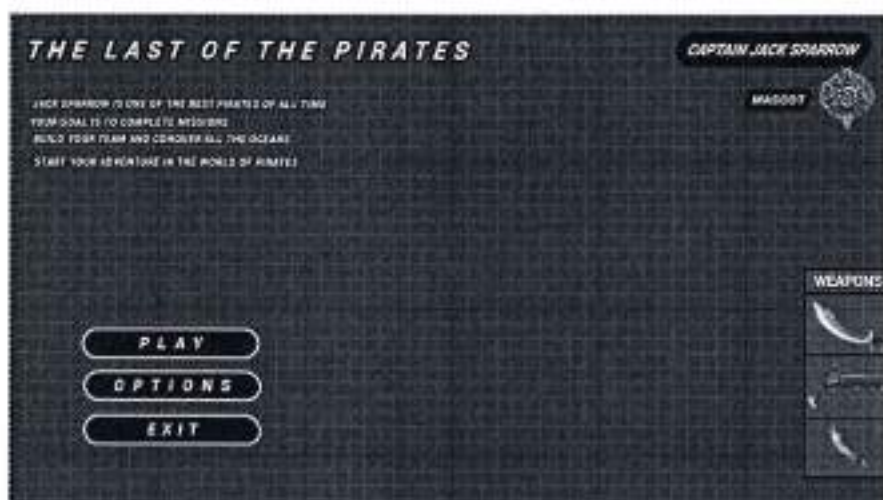 THE LAST OF THE PIRATES
CAPTAIN JACK SPARROW
MASCOT
JACK SPARROW IS ONE OF THE BEST PIRATES OF ALL TIME
YOUR GOAL IS TO COMPLETE MISSIONS
BUILD YOUR TEAM AND CONQUER ALL THE OCEANS
START YOUR ADVENTURE IN THE WORLD OF PIRATES
WEAPONS
PLAY
OPTIONS
EXIT